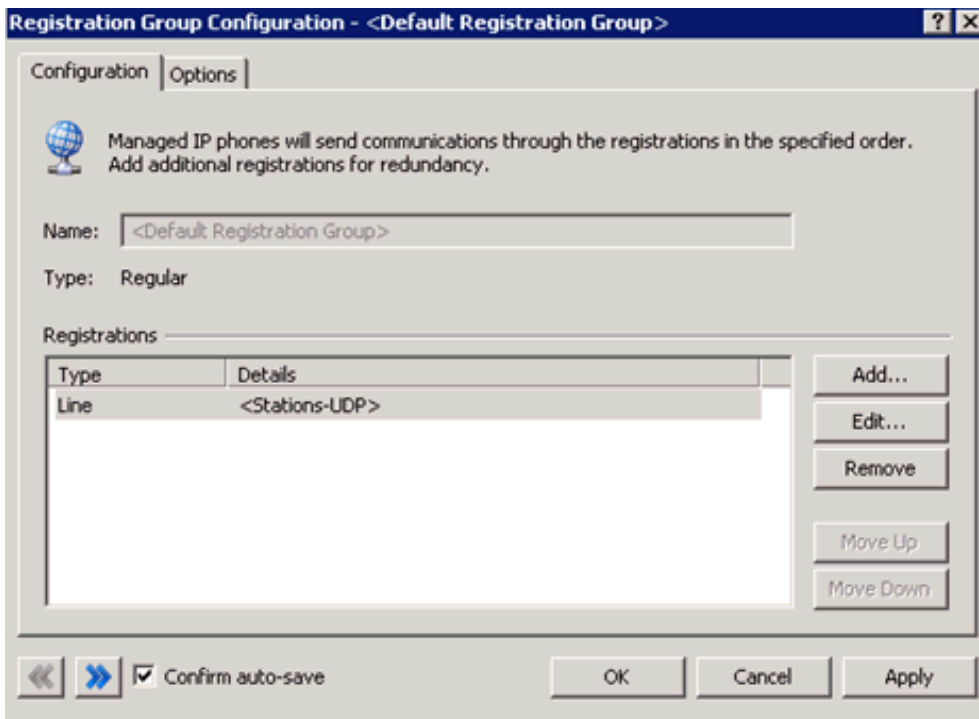 Registration Group Configuration - <Default Registration Group>
Configuration
Options
Managed IP phones will send communications through the registrations in the specified order.
Add additional registrations for redundancy.
Name: <Default Registration Group>
Type: Regular
Registrations
Type Details
Line <Stations-UDP>
Add...
Edit...
Remove
Move Up
Move Down
Confirm auto-save
OK
Cancel
Apply